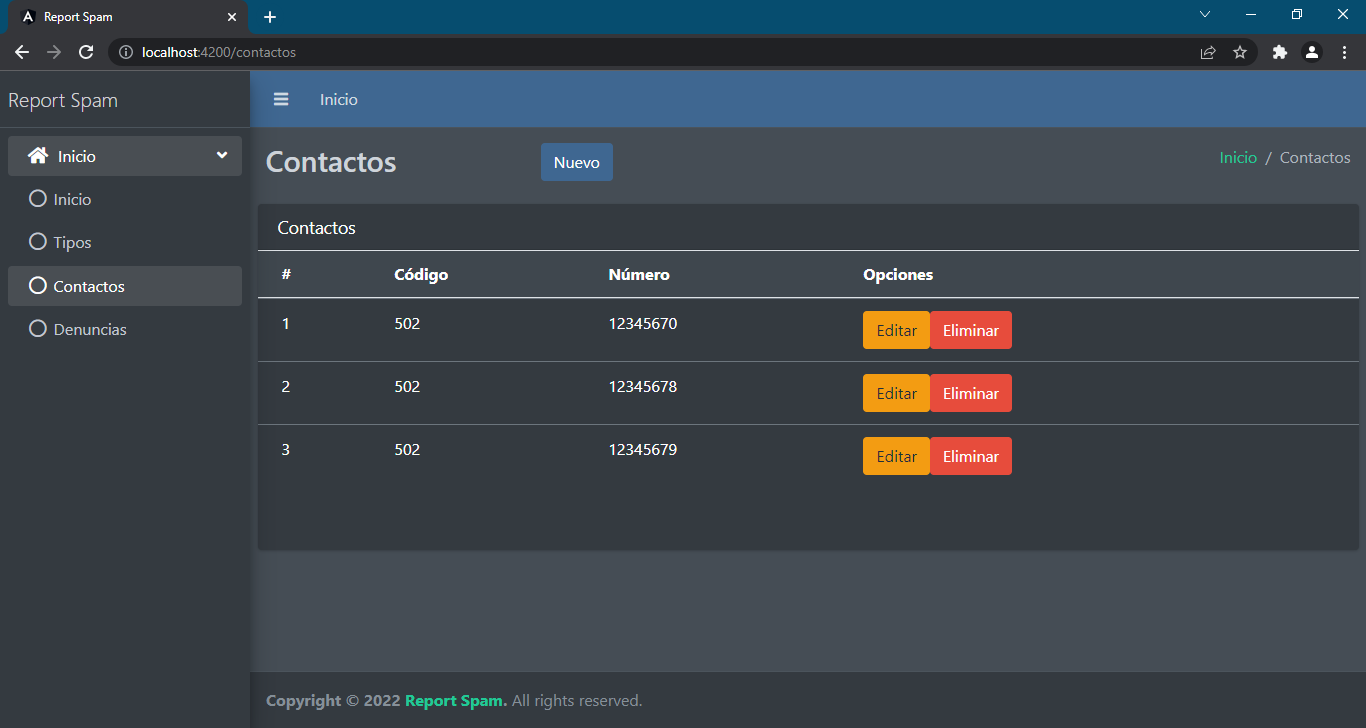 Report Spam
localhost:4200/contactos
Report Spam
Inicio
Inicio
Inicio
Tipos
Contactos
Denuncias
Contactos
Nuevo
Inicio / Contactos
Contactos
# Código Número Opciones
1 502 12345670 Editar Eliminar
2 502 12345678 Editar Eliminar
3 502 12345679 Editar Eliminar
Copyright © 2022 Report Spam. All rights reserved.